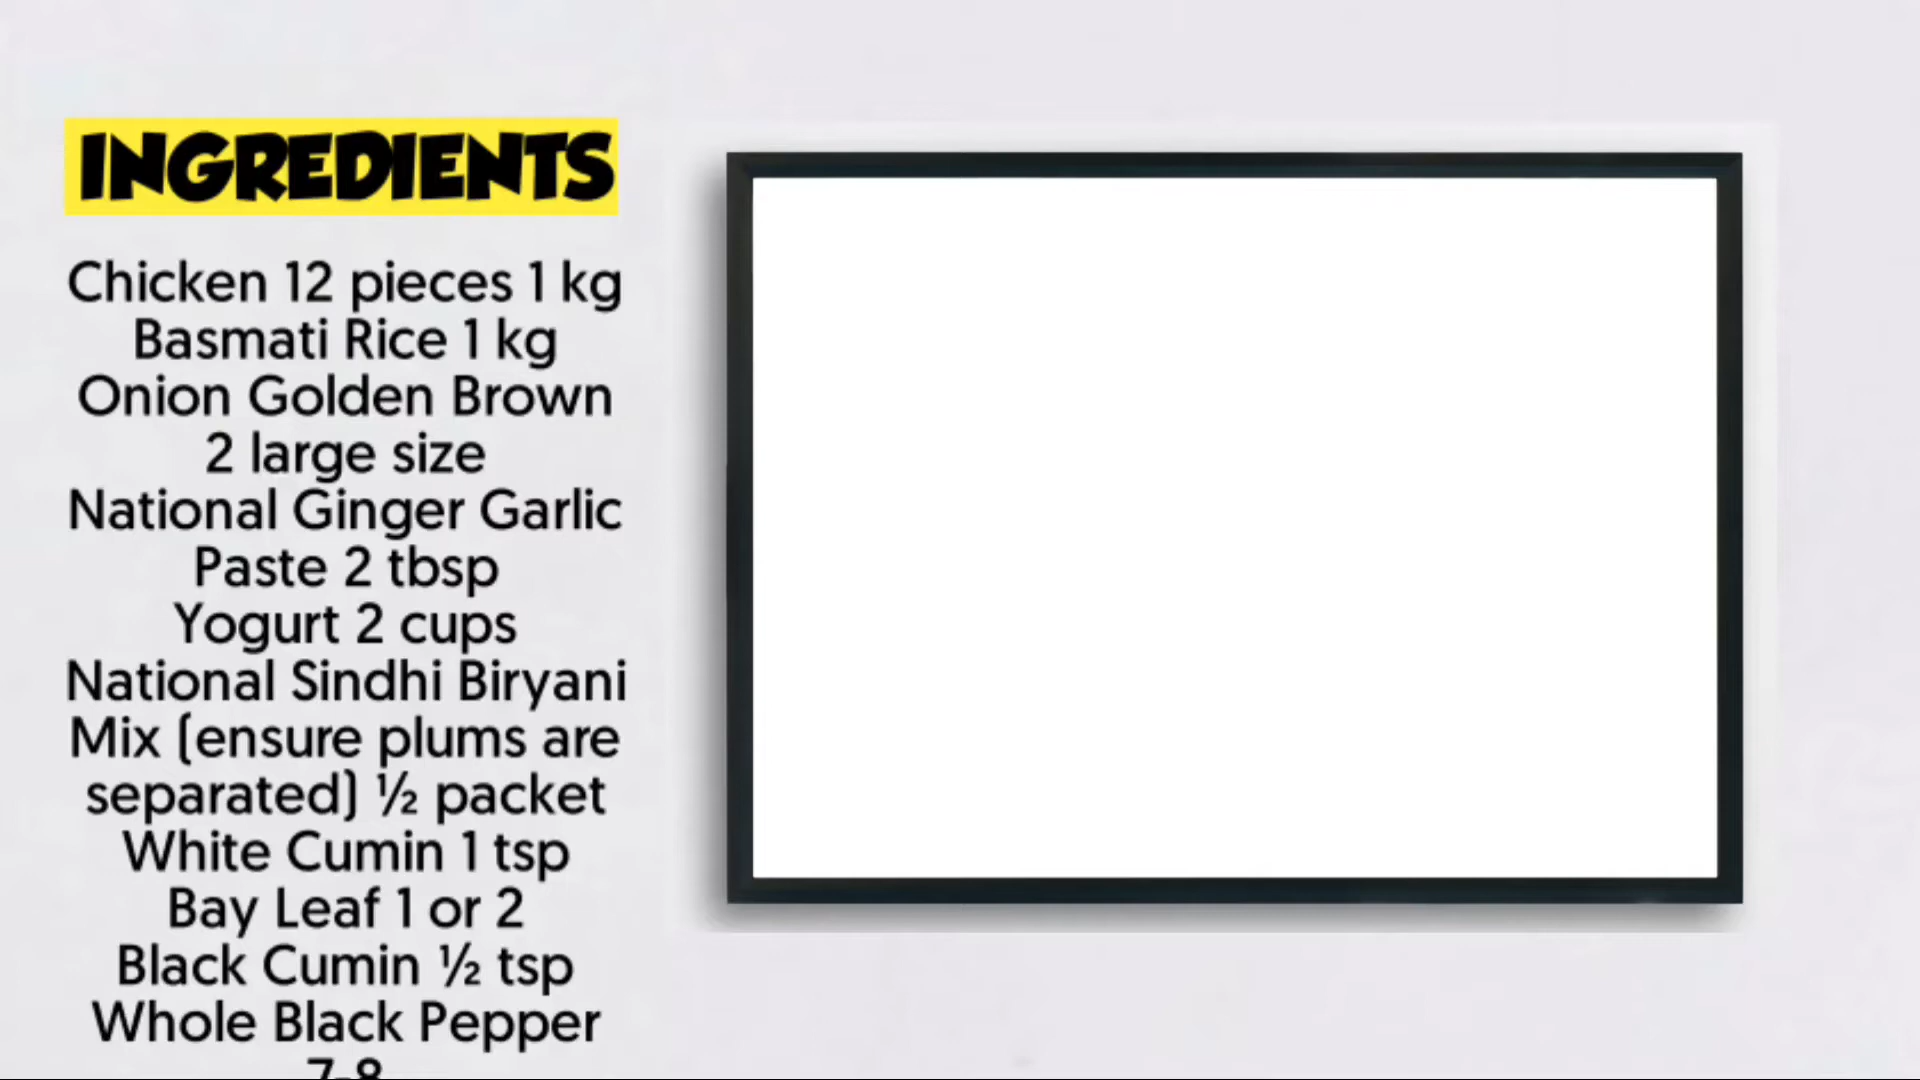 INGREDIENTS
Chicken 12 pieces 1 kg
Basmati Rice 1 kg
Onion Golden Brown
2 large size
National Ginger Garlic
Paste 2 tbsp
Yogurt 2 cups
National Sindhi Biryani
Mix (ensure plums are
separated) ½ packet
White Cumin 1 tsp
Bay Leaf 1 or 2
Black Cumin ½ tsp
Whole Black Pepper
7-8